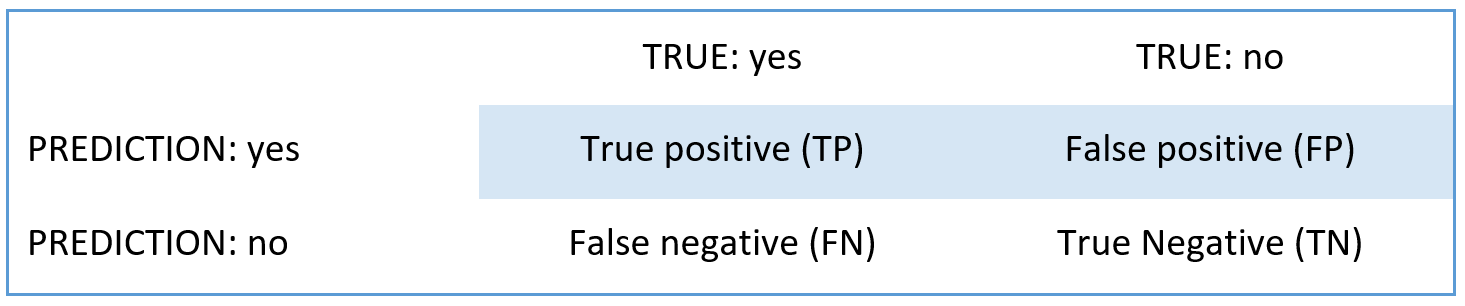 TRUE: yes TRUE: no
PREDICTION: yes True positive (TP) False positive (FP)
PREDICTION: no False negative (FN) True Negative (TN)